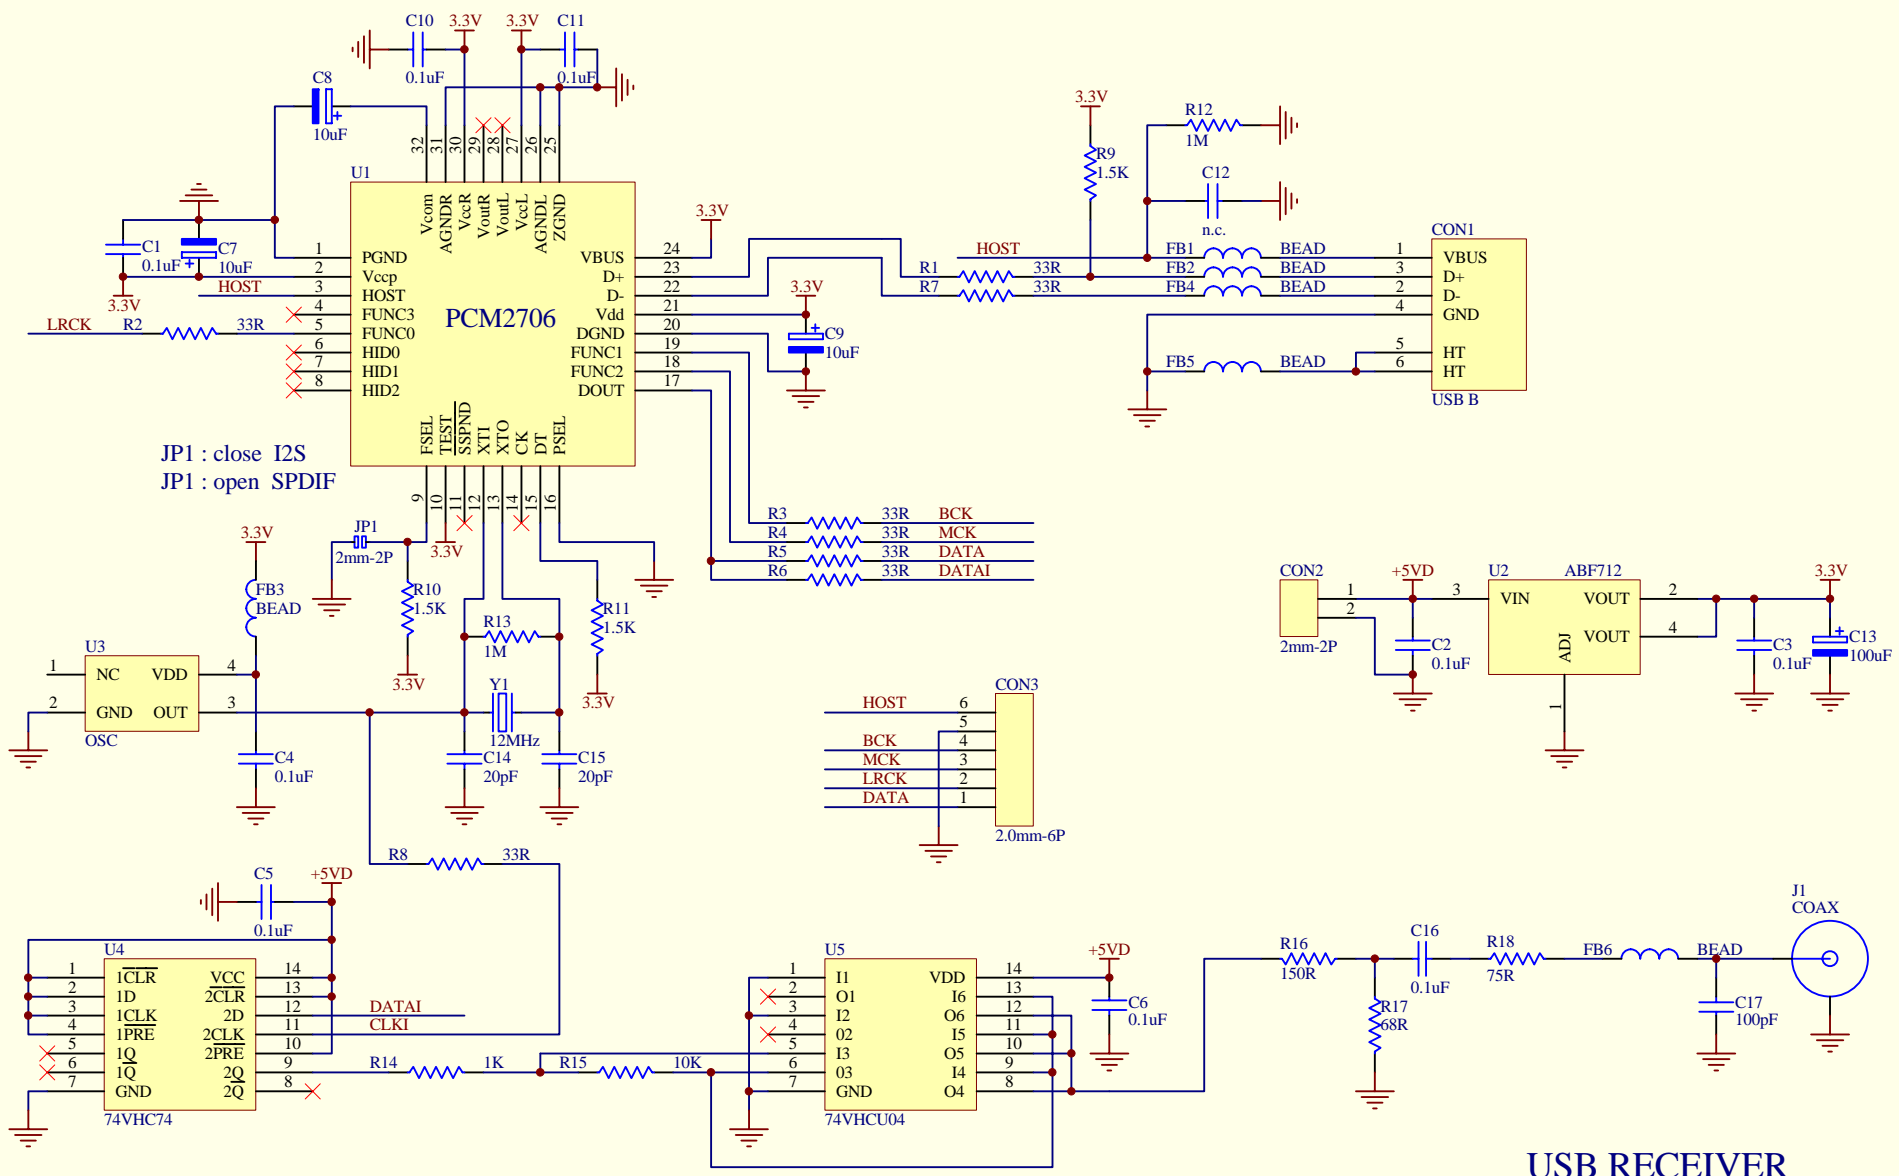 C10 3.3V 3.3V C11
0.1uF 0.1uF
C8
10uF
3.3V
R12
1M
R9
1.5K
C12
n.c.
U1
32 31 30 29 28 27 26 25
Vcom AGNDR VccR VoutR VoutL VccL AGNDL ZGND
C1
0.1uF
C7
10uF
3.3V
HOST
LRCK R2 33R
1 PGND
2 Vccp
3 HOST
4 FUNC3
5 FUNC0
6 HID0
7 HID1
8 HID2
PCM2706
VBUS 24
D+ 23
D- 22
Vdd 21
DGND 20
FUNC1 19
FUNC2 18
DOUT 17
3.3V
3.3V
C9
10uF
FSEL TEST SSPND XTI XTO CK DT PSEL
9 10 11 12 13 14 15 16
HOST
R1 33R
R7 33R
FB1 BEAD
FB2 BEAD
FB4 BEAD
FB5 BEAD
CON1
1 VBUS
3 D+
2 D-
4 GND
5 HT
6 HT
USB B
JP1 : close I2S
JP1 : open SPDIF
JP1
2mm-2P
3.3V
R10
1.5K
3.3V
R11
1.5K
3.3V
R3 33R BCK
R4 33R MCK
R5 33R DATA
R6 33R DATAI
3.3V
FB3
BEAD
U3
1 NC VDD 4
2 GND OUT 3
OSC
C4
0.1uF
R13
1M
Y1
12MHz
C14
20pF
C15
20pF
CON3
HOST 6
5
BCK 4
MCK 3
LRCK 2
DATA 1
2.0mm-6P
CON2
1
2
2mm-2P
+5VD
C2
0.1uF
U2 ABF712
3 VIN VOUT 2
VOUT 4
ADJ
1
3.3V
C3
0.1uF
C13
100uF
R8 33R
C5
0.1uF
+5VD
U4
1 1CLR VCC 14
2 1D 2CLR 13
3 1CLK 2D 12
4 1PRE 2CLK 11
5 1Q 2PRE 10
6 1Q 2Q 9
7 GND 2Q 8
74VHC74
DATAI
CLKI
R14 1K
R15 10K
U5
1 I1 VDD 14
2 O1 I6 13
3 I2 O6 12
4 02 I5 11
5 I3 O5 10
6 03 I4 9
7 GND O4 8
74VHCU04
+5VD
C6
0.1uF
R16
150R
R17
68R
C16
0.1uF
R18
75R
FB6 BEAD
C17
100pF
J1
COAX
USB RECEIVER